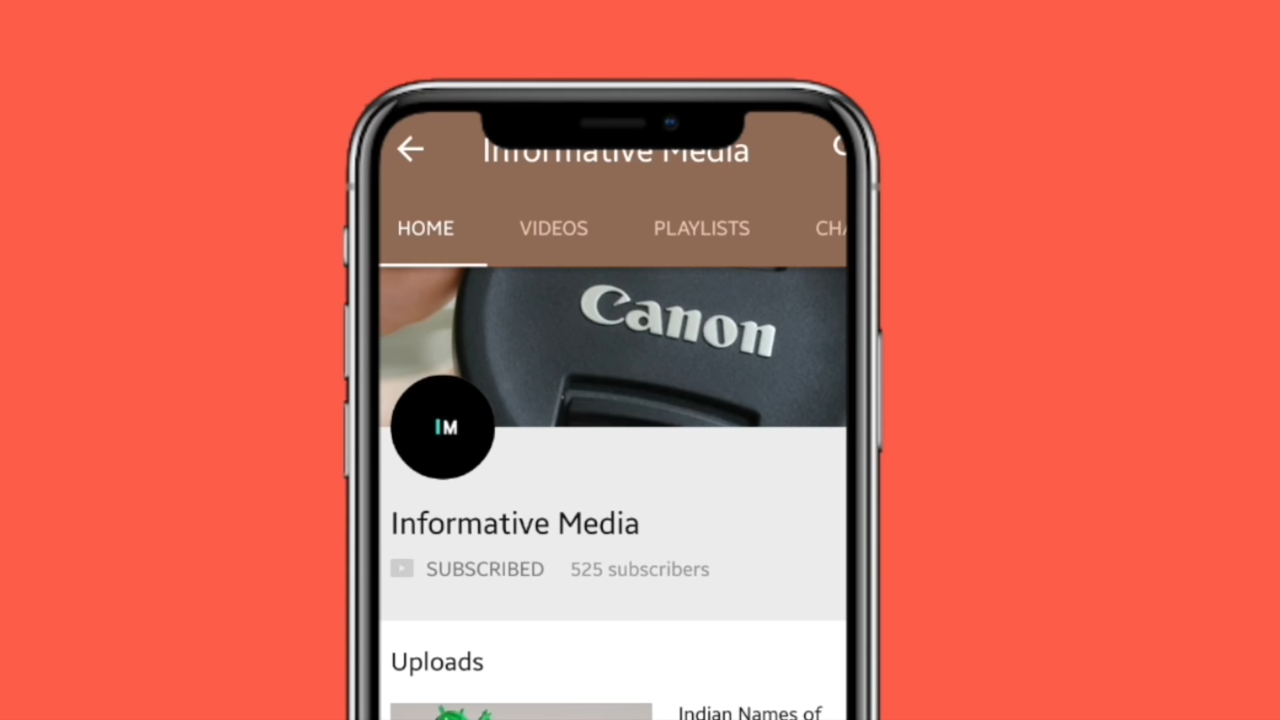 Informative Media
HOME VIDEOS PLAYLISTS
Canon
IM
Informative Media
SUBSCRIBED 525 subscribers
Uploads
Indian Names of